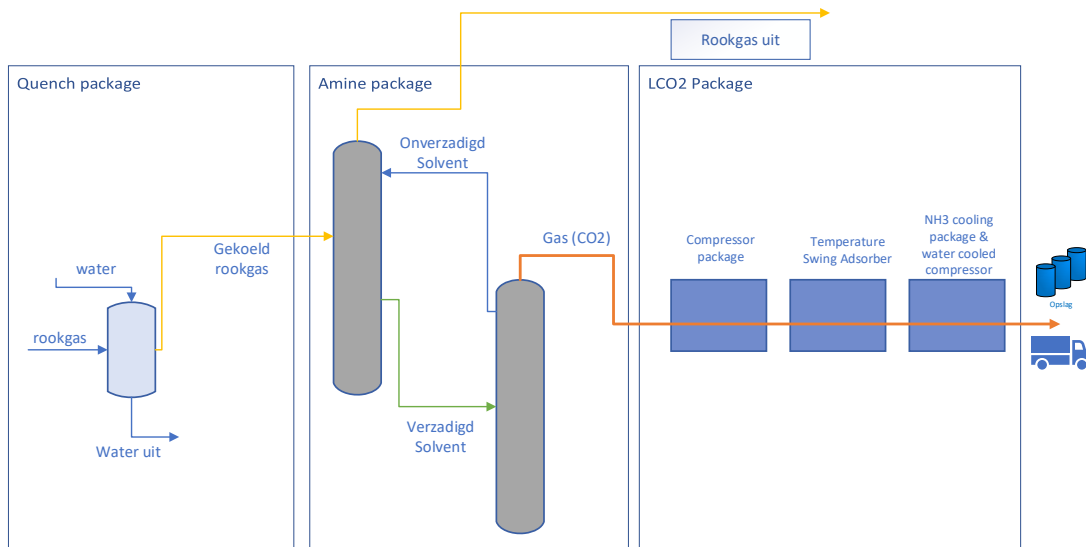 Rookgas uit
Quench package
Amine package
LCO2 Package
Onverzadigd
Solvent
Gekoeld
rookgas
water
rookgas
Water uit
Verzadigd
Solvent
Gas (CO2)
Compressor
package
Temperature
Swing Adsorber
NH3 cooling
package &
water cooled
compressor
Opslag